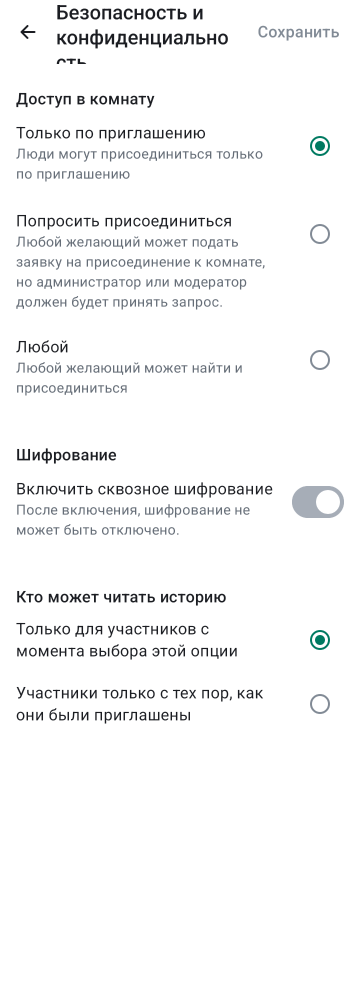 Безопасность и
конфиденциально
сть
Сохранить
Доступ в комнату
Только по приглашению
Люди могут присоединиться только
по приглашению
Попросить присоединиться
Любой желающий может подать
заявку на присоединение к комнате,
но администратор или модератор
должен будет принять запрос.
Любой
Любой желающий может найти и
присоединиться
Шифрование
Включить сквозное шифрование
После включения, шифрование не
может быть отключено.
Кто может читать историю
Только для участников с
момента выбора этой опции
Участники только с тех пор, как
они были приглашены